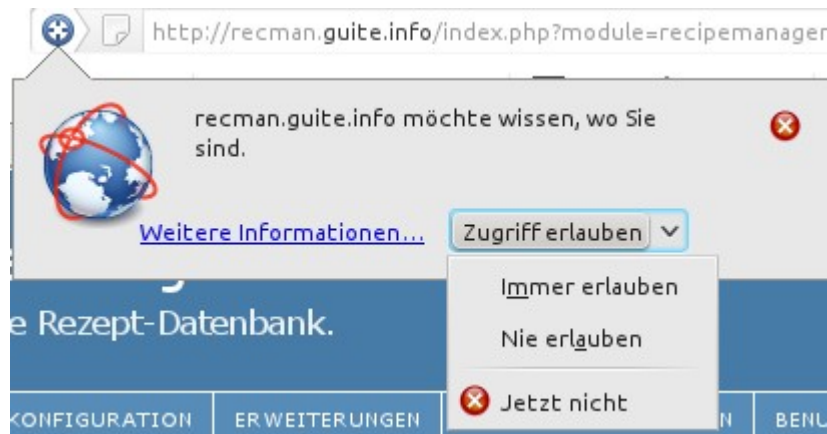 http://recman.guite.info/index.php?module=recipemanager
recman.guite.info möchte wissen, wo Sie
sind.
Weitere Informationen...
Zugriff erlauben
Immer erlauben
Nie erlauben
Jetzt nicht
e Rezept-Datenbank.
KONFIGURATION
ERWEITERUNGEN
N
BENU